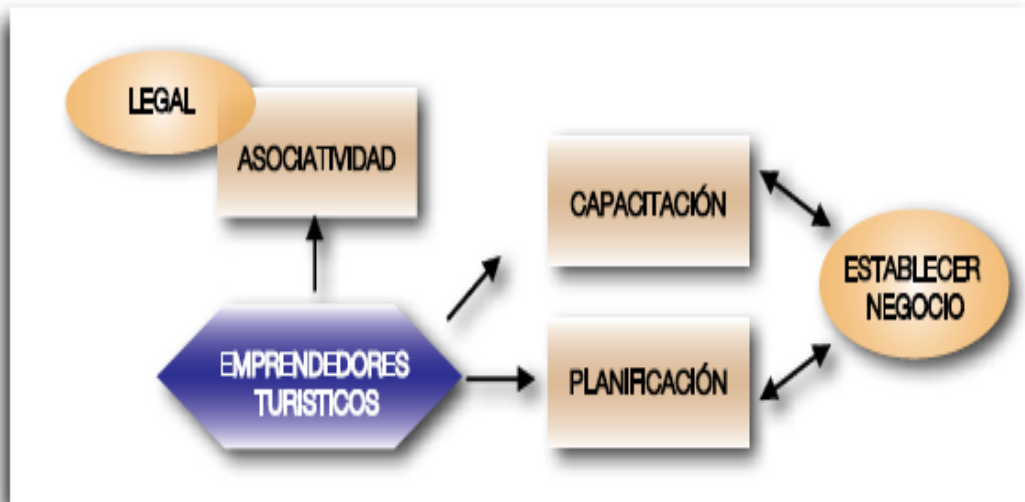 LEGAL
ASOCIATIVIDAD
CAPACITACIÓN
ESTABLECER
NEGOCIO
EMPRENDEDORES
TURISTICOS
PLANIFICACIÓN